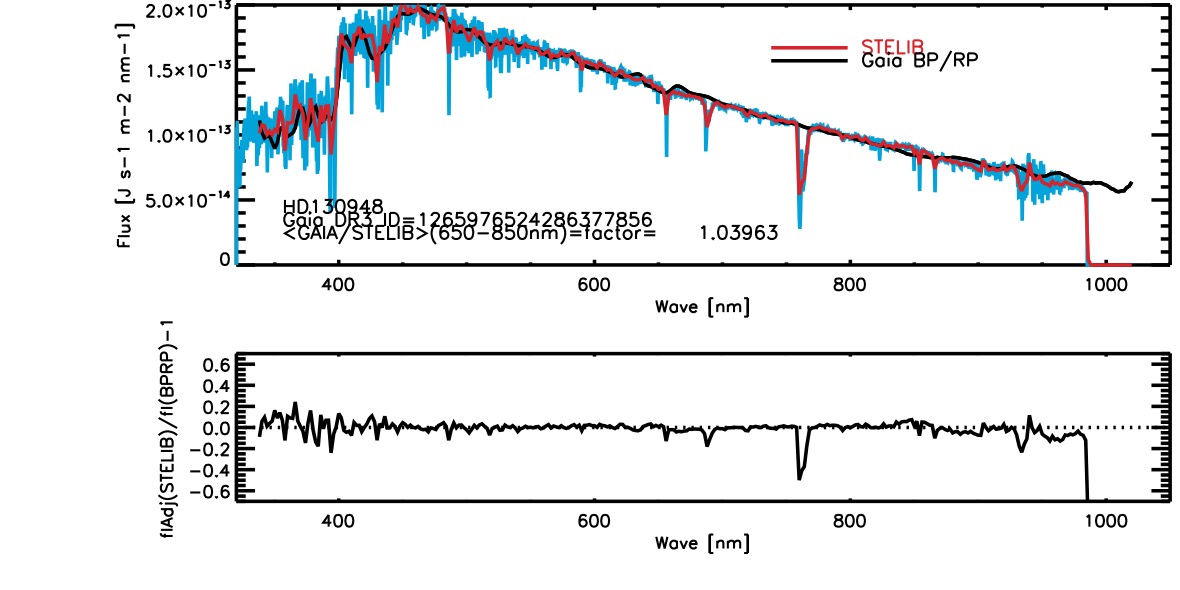 2.0×10−13
1.5×10−13
1.0×10−13
5.0×10−14
0
Flux [J s−1 m−2 nm−1]
STELIB
Gaia BP/RP
HD130948
Gaia DR3 ID=1265976524286377856
<GAIA/STELIB>(650−850nm)=factor= 1.03963
400 600 800 1000
Wave [nm]
flAdj(STELIB)/fl(BPRP)−1
0.6
0.4
0.2
0.0
−0.2
−0.4
−0.6
400 600 800 1000
Wave [nm]